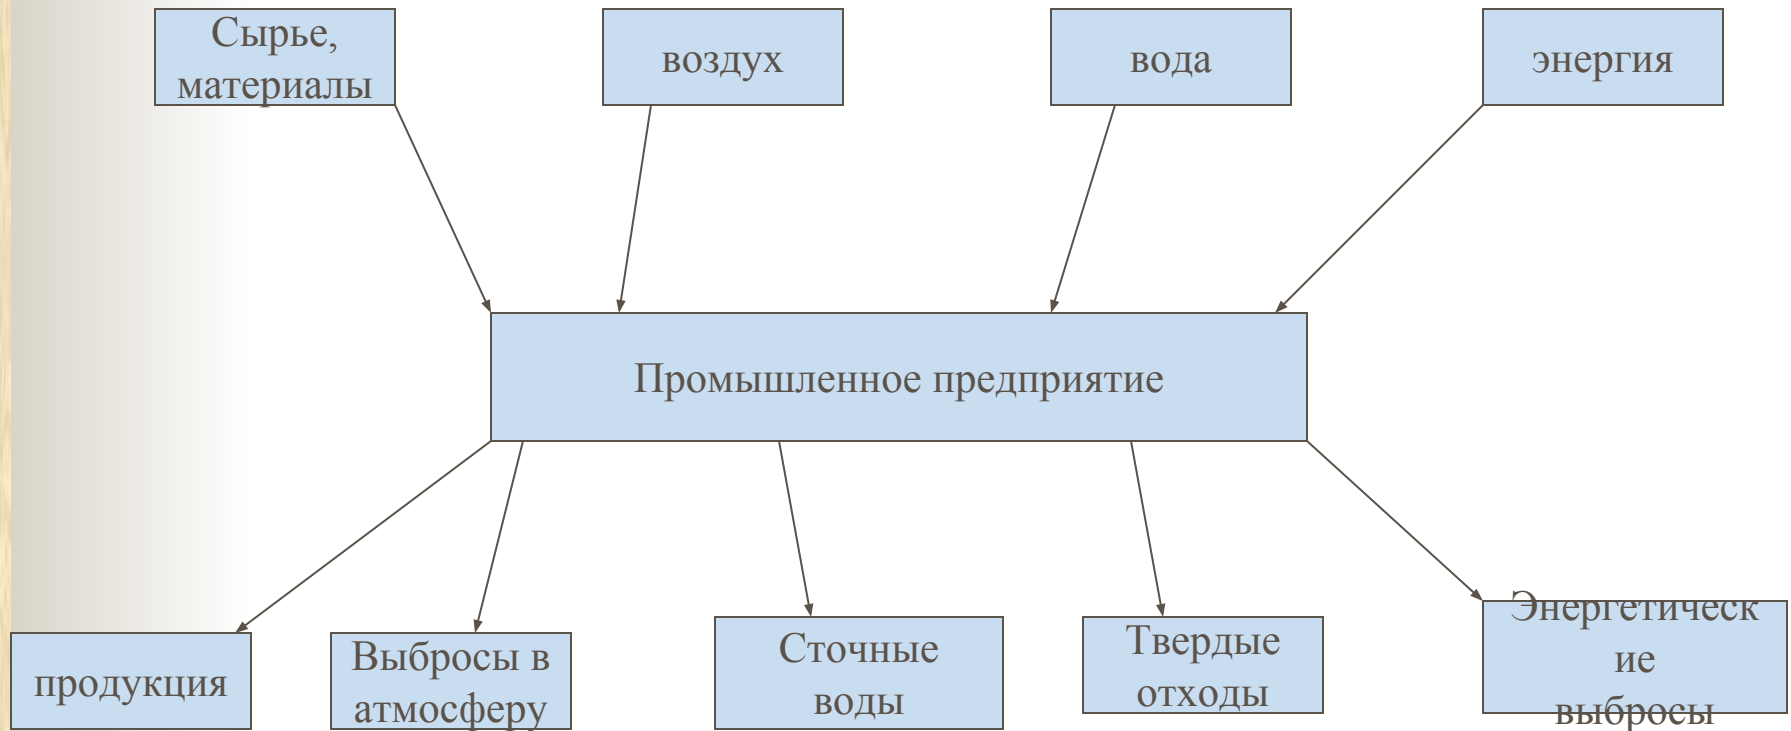 Сырье,
материалы
воздух
вода
энергия
Промышленное предприятие
продукция
Выбросы в
атмосферу
Сточные
воды
Твердые
отходы
Энергетическ
ие
выбросы